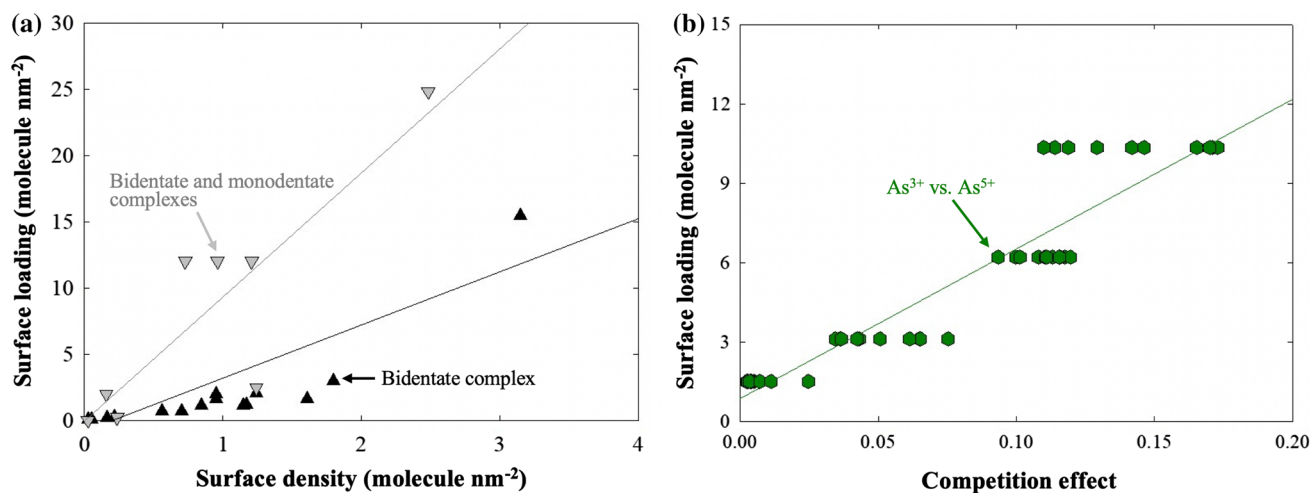 (a)
30
25
20
15
10
5
0
Surface loading (molecule nm⁻²)
Bidentate and monodentate
complexes
Bidentate complex
0 1 2 3 4
Surface density (molecule nm⁻²)
(b)
15
12
9
6
3
0
Surface loading (molecule nm⁻²)
As³⁺ vs. As⁵⁺
0.00 0.05 0.10 0.15 0.20
Competition effect